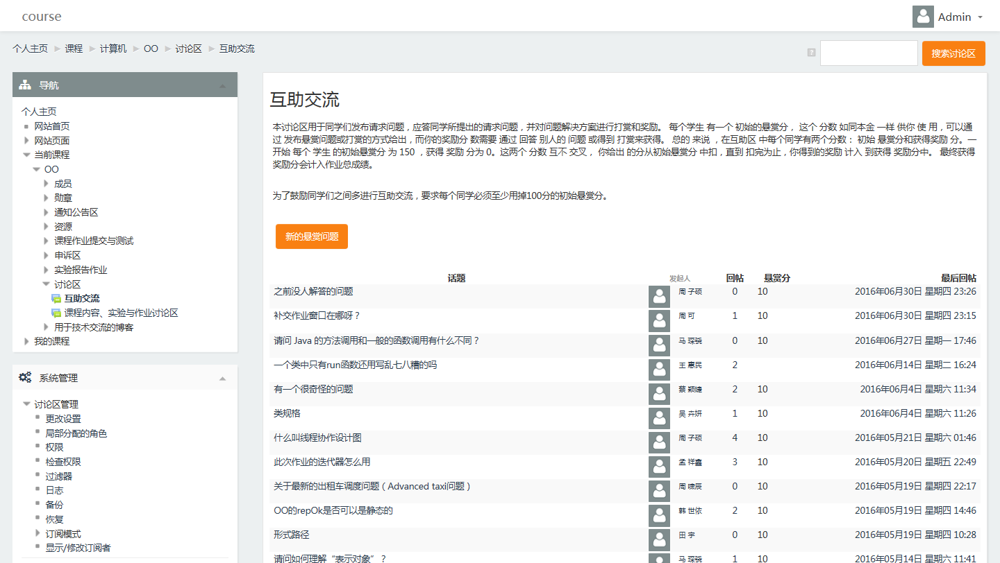 course
Admin
个人主页 课程 计算机 OO 讨论区 互助交流
搜索讨论区
导航
个人主页
网站首页
网站页面
当前课程
OO
成员
勋章
通知公告区
资源
课程作业提交与测试
申诉区
实验报告作业
讨论区
互助交流
课程内容、实验与作业讨论区
用于技术交流的博客
我的课程
系统管理
讨论区管理
更改设置
局部分配的角色
权限
检查权限
过滤器
日志
备份
恢复
订阅模式
显示/修改订阅者
互助交流
本讨论区用于同学们发布请求问题，应答同学所提出的请求问题，并对问题解决方案进行打赏和奖励。 每个学生 有一个 初始的悬赏分， 这个 分数 如同本金 一样 供你 使 用，可以通
过 发布悬赏问题或打赏的方式给出，而你的奖励分 数需要 通过 回答 别人的 问题 或得到 打赏来获得。 总的 来说 ，在互助区 中每个同学有两个分数： 初始 悬赏分和获得奖励 分。一
开始 每个 学生 的初始悬赏分 为 150 ，获得 奖励 分为 0。这两个 分数 互不 交叉， 你给出 的分从初始悬赏分 中扣，直到 扣完为止，你得到的奖励 计入 到获得 奖励分中。 最终获得
奖励分会计入作业总成绩。
为了鼓励同学们之间多进行互助交流，要求每个同学必须至少用掉100分的初始悬赏分。
新的悬赏问题
话题 发起人 回帖 悬赏分 最后回帖
之前没人解答的问题 周 子硕 0 10 2016年06月30日 星期四 23:26
补交作业窗口在哪呀？ 周 可 1 10 2016年06月30日 星期四 23:15
请问 Java 的方法调用和一般的函数调用有什么不同？ 马 琛骁 0 10 2016年06月27日 星期一 17:46
一个类中只有run函数还用写乱七八糟的吗 王 惠民 2 2016年06月14日 星期二 16:24
有一个很奇怪的问题 蔡 颖婕 2 10 2016年06月4日 星期六 11:34
类规格 吴 卉妍 1 10 2016年06月4日 星期六 11:26
什么叫线程协作设计图 周 子硕 4 10 2016年05月21日 星期六 01:46
此次作业的迭代器怎么用 孟 祥鑫 3 10 2016年05月20日 星期五 22:49
关于最新的出租车调度问题（Advanced taxi问题） 周 啸辰 0 10 2016年05月19日 星期四 22:17
OO的repOk是否可以是静态的 韩 世依 2 10 2016年05月19日 星期四 14:46
形式路径 田 宇 0 10 2016年05月19日 星期四 10:28
请问如何理解“表示对象”？ 马 琛骁 1 10 2016年05月14日 星期六 11:41